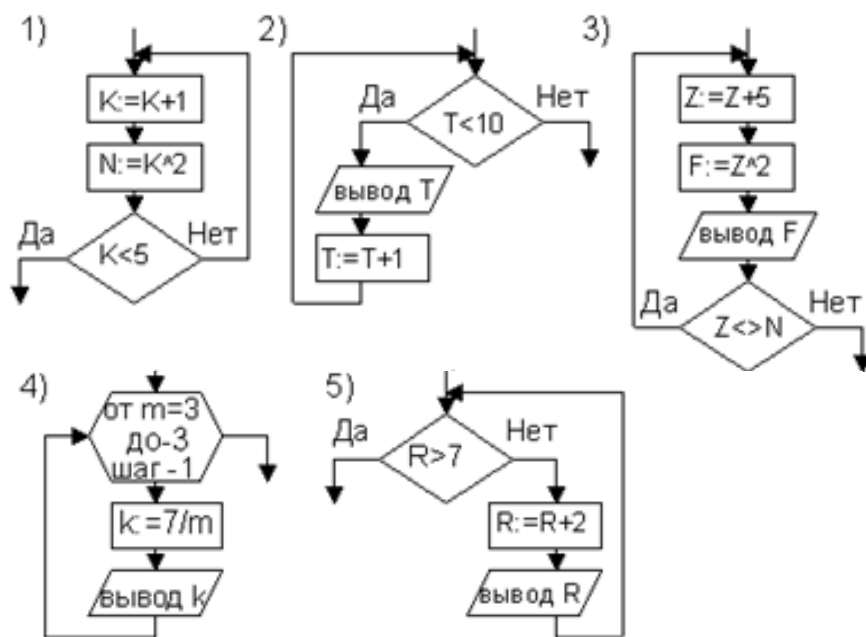 1)
K:=K+1
N:=K^2
Да
K<5
Нет
2)
Да
T<10
Нет
вывод T
T:=T+1
3)
Z:=Z+5
F:=Z^2
вывод F
Да
Z<>N
Нет
4)
от m=3
до-3
шаг -1
k:=7/m
вывод k
5)
Да
R>7
Нет
R:=R+2
вывод R